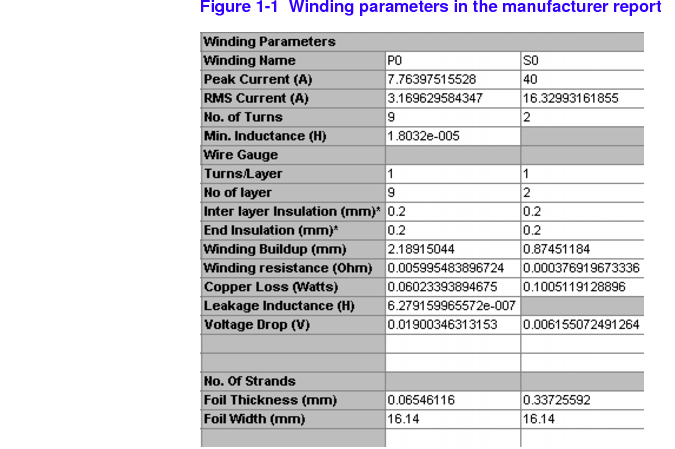 Figure 1-1 Winding parameters in the manufacturer report
Winding Parameters
Winding Name P0 S0
Peak Current (A) 7.76397515528 40
RMS Current (A) 3.169629584347 16.32993161855
No. of Turns 9 2
Min. Inductance (H) 1.8032e-005
Wire Gauge
Turns/Layer 1 1
No of layer 9 2
Inter layer Insulation (mm)* 0.2 0.2
End Insulation (mm)* 0.2 0.2
Winding Buildup (mm) 2.18915044 0.87451184
Winding resistance (Ohm) 0.005995483896724 0.000376919673336
Copper Loss (Watts) 0.06023393894675 0.1005119128896
Leakage Inductance (H) 6.279159965572e-007
Voltage Drop (V) 0.01900346313153 0.006155072491264
No. Of Strands
Foil Thickness (mm) 0.06546116 0.33725592
Foil Width (mm) 16.14 16.14